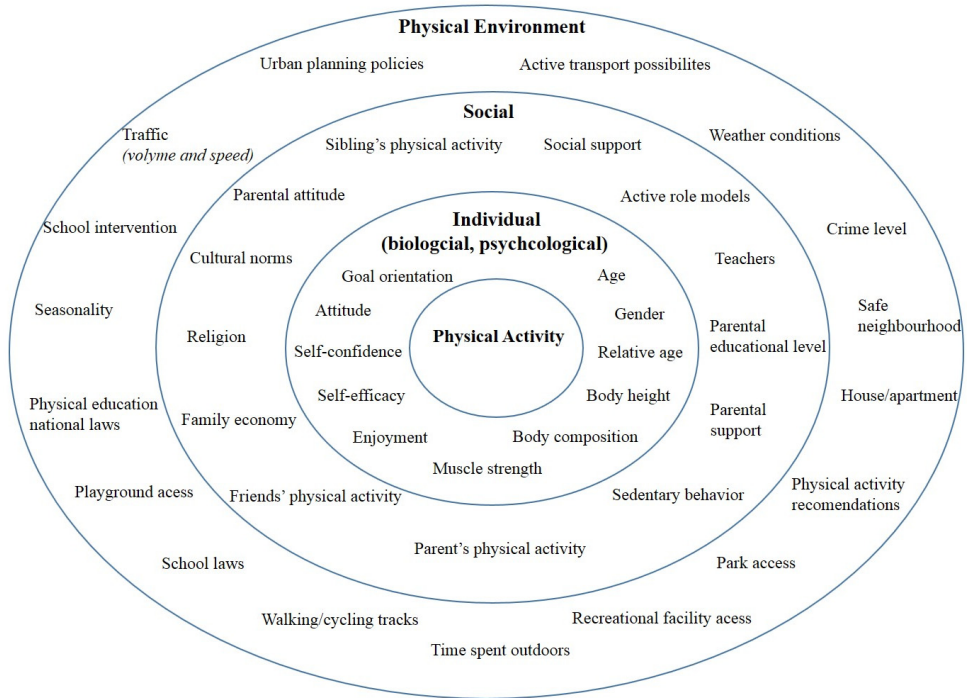 Physical Environment
Urban planning policies
Active transport possibilites
Social
Traffic
(volyme and speed)
Sibling's physical activity
Social support
Weather conditions
Parental attitude
Active role models
School intervention
Individual
(biologcial, psychcological)
Crime level
Cultural norms
Teachers
Goal orientation
Age
Seasonality
Attitude
Gender
Safe
neighbourhood
Religion
Physical Activity
Parental
educational level
Self-confidence
Relative age
Self-efficacy
Body height
House/apartment
Physical education
national laws
Family economy
Parental
support
Enjoyment
Body composition
Muscle strength
Playground acess
Friends' physical activity
Sedentary behavior
Physical activity
recomendations
Parent's physical activity
School laws
Park access
Walking/cycling tracks
Recreational facility acess
Time spent outdoors